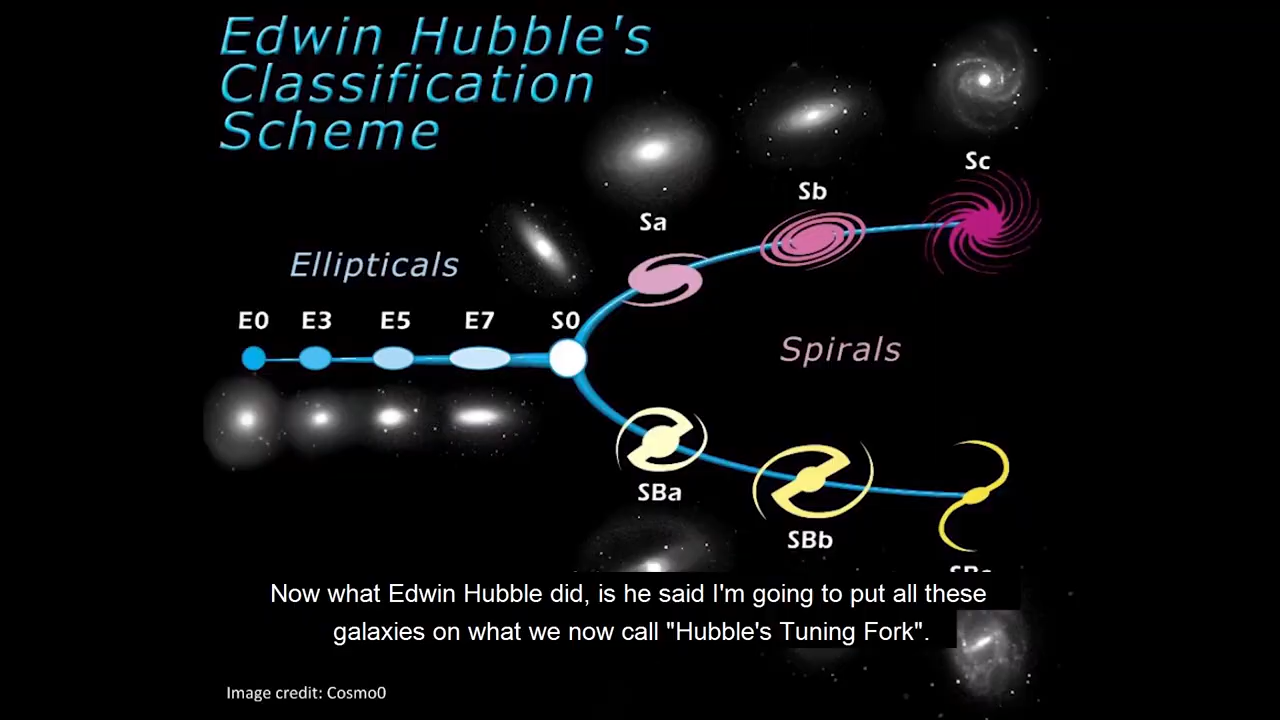 Edwin Hubble's
Classification
Scheme
Sc
Sb
Sa
Ellipticals
E0 E3 E5 E7 S0
Spirals
SBa
SBb
Now what Edwin Hubble did, is he said I'm going to put all these
galaxies on what we now call "Hubble's Tuning Fork".
Image credit: Cosmo0